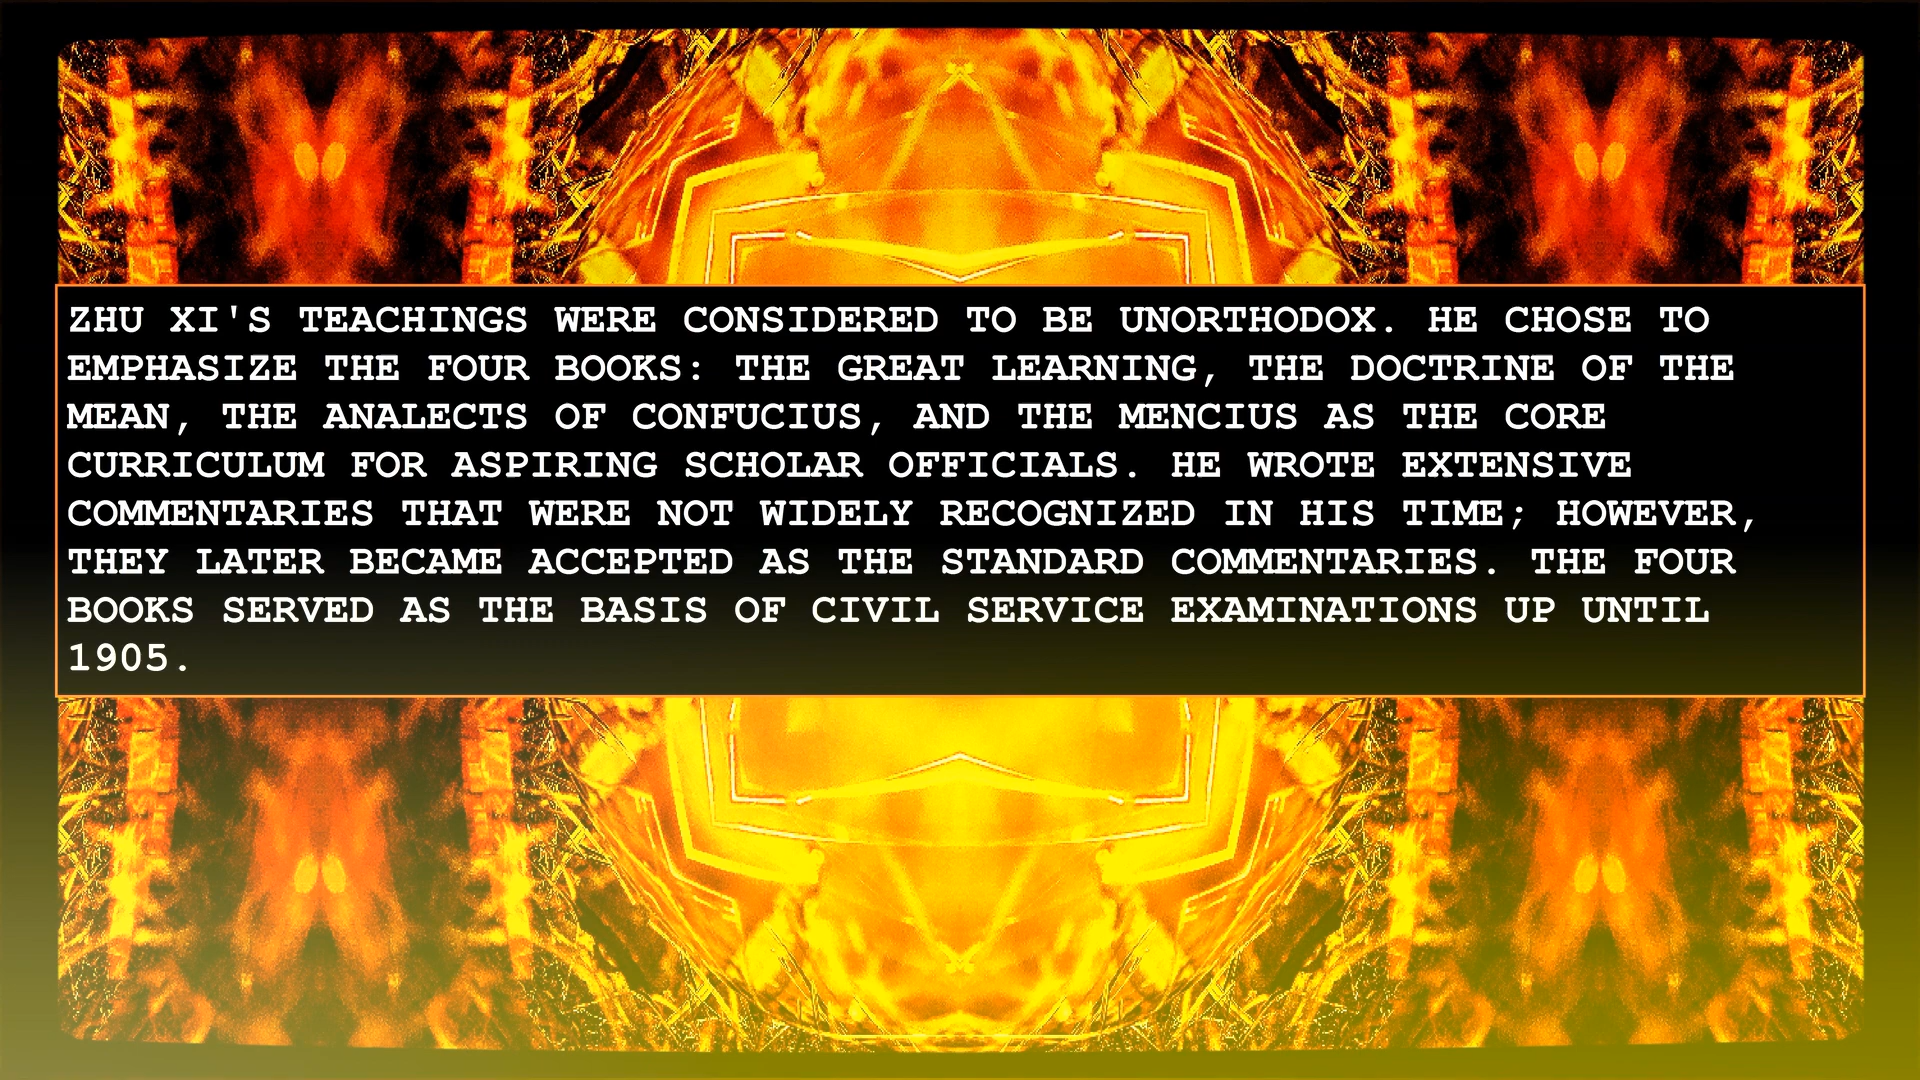 ZHU XI'S TEACHINGS WERE CONSIDERED TO BE UNORTHODOX. HE CHOSE TO
EMPHASIZE THE FOUR BOOKS: THE GREAT LEARNING, THE DOCTRINE OF THE
MEAN, THE ANALECTS OF CONFUCIUS, AND THE MENCIUS AS THE CORE
CURRICULUM FOR ASPIRING SCHOLAR OFFICIALS. HE WROTE EXTENSIVE
COMMENTARIES THAT WERE NOT WIDELY RECOGNIZED IN HIS TIME; HOWEVER,
THEY LATER BECAME ACCEPTED AS THE STANDARD COMMENTARIES. THE FOUR
BOOKS SERVED AS THE BASIS OF CIVIL SERVICE EXAMINATIONS UP UNTIL
1905.